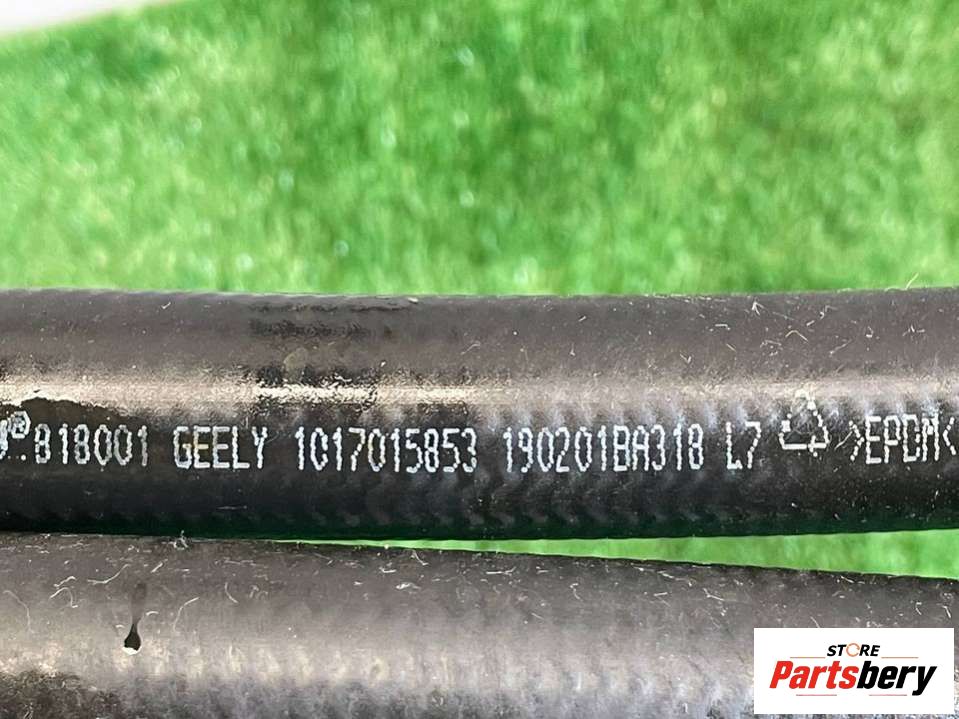 ®.818001 GEELY 1017015853 190201BA318 L7 >EPDM<
STORE
Partsbery